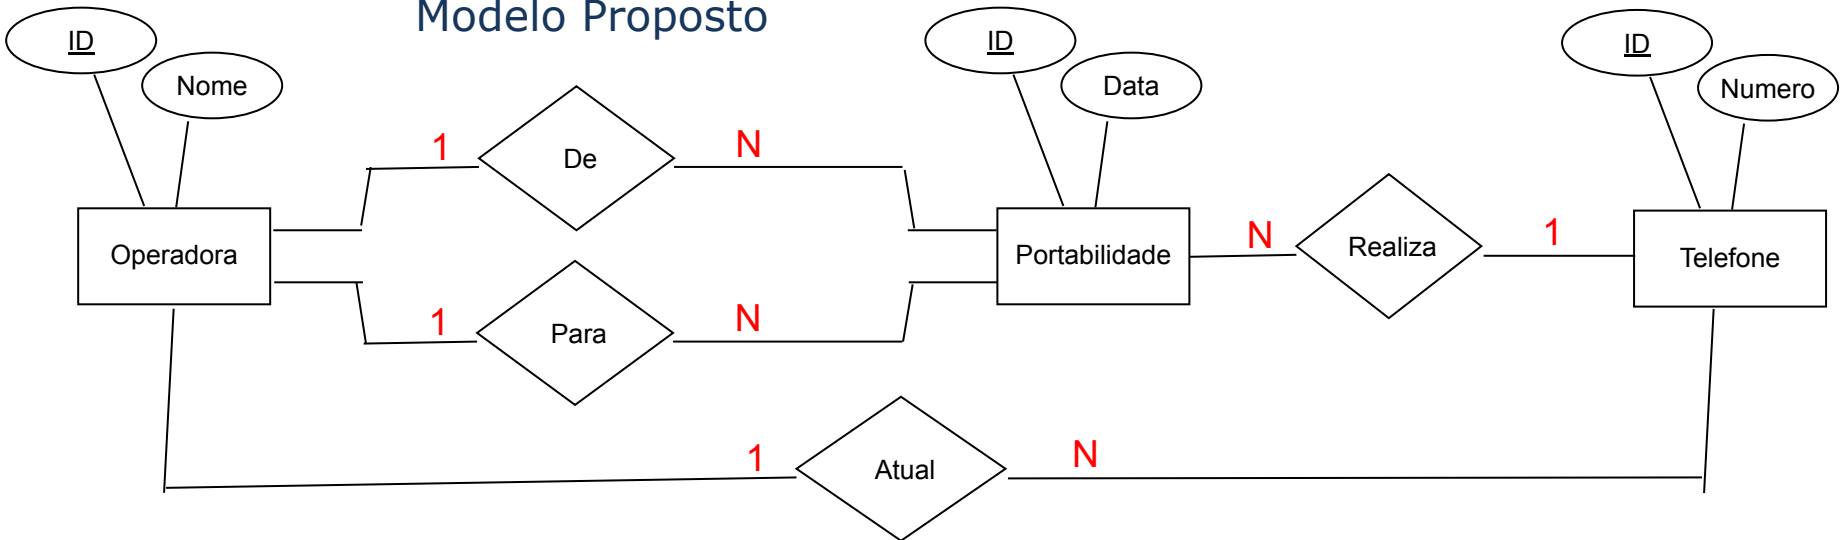 Modelo Proposto
ID
Nome
ID
Data
ID
Numero
1
De
N
Operadora
Portabilidade
N
Realiza
1
Telefone
1
Para
N
1
Atual
N